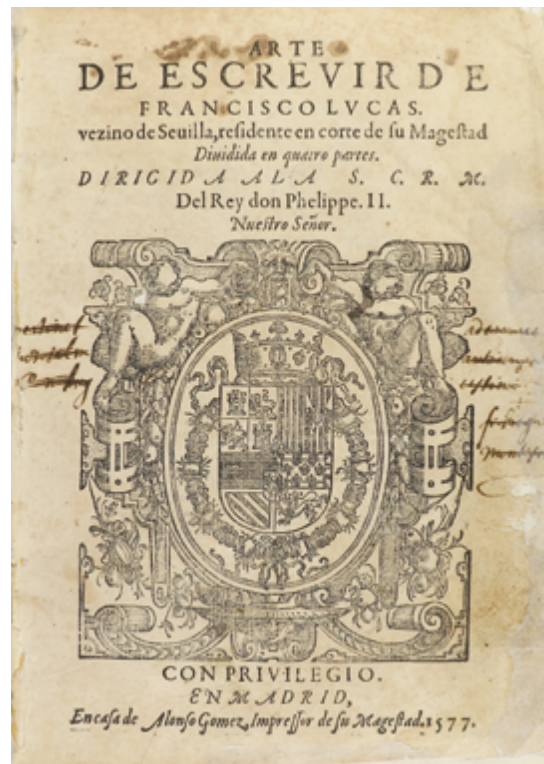 ARTE
DE ESCREVIR DE
FRANCISCO LVCAS.
vezino de Seuilla, residente en corte de su Magestad
Diuidida en quatro partes.
DIRIGIDA A LA S. C. R. M.
Del Rey don Phelippe. II.
Nuestro Señor.
CON PRIVILEGIO.
EN MADRID,
En casa de Alonso Gomez, Impressor de su Magestad. 1577.